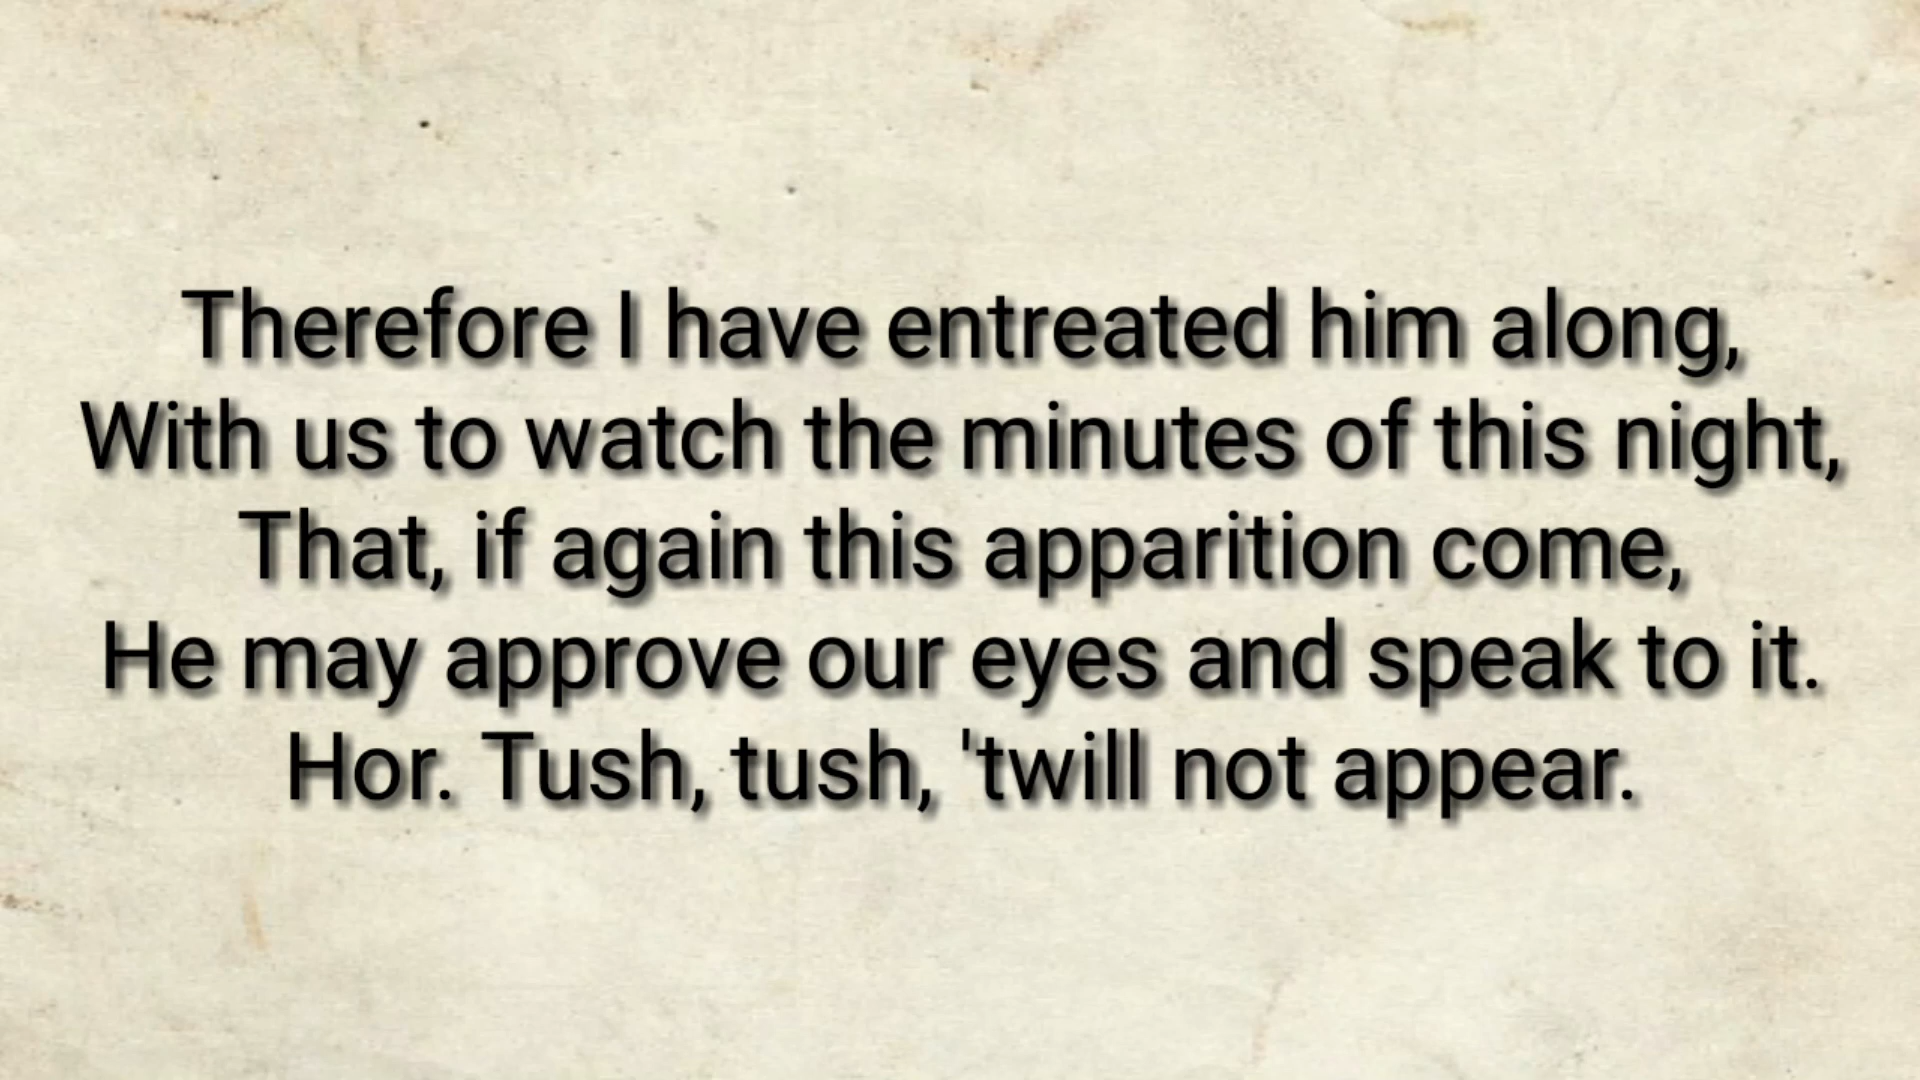 Therefore I have entreated him along,
With us to watch the minutes of this night,
That, if again this apparition come,
He may approve our eyes and speak to it.
Hor. Tush, tush, 'twill not appear.